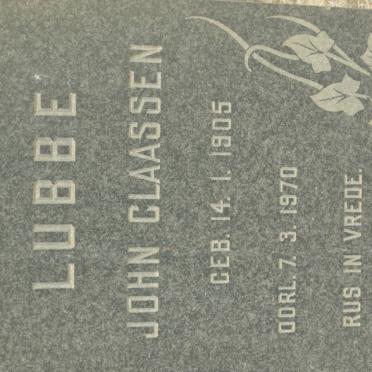 LUBBE
JOHN CLAASSEN
GEB. 14. 1. 1905
OORL. 7. 3. 1970
RUS IN VREDE.